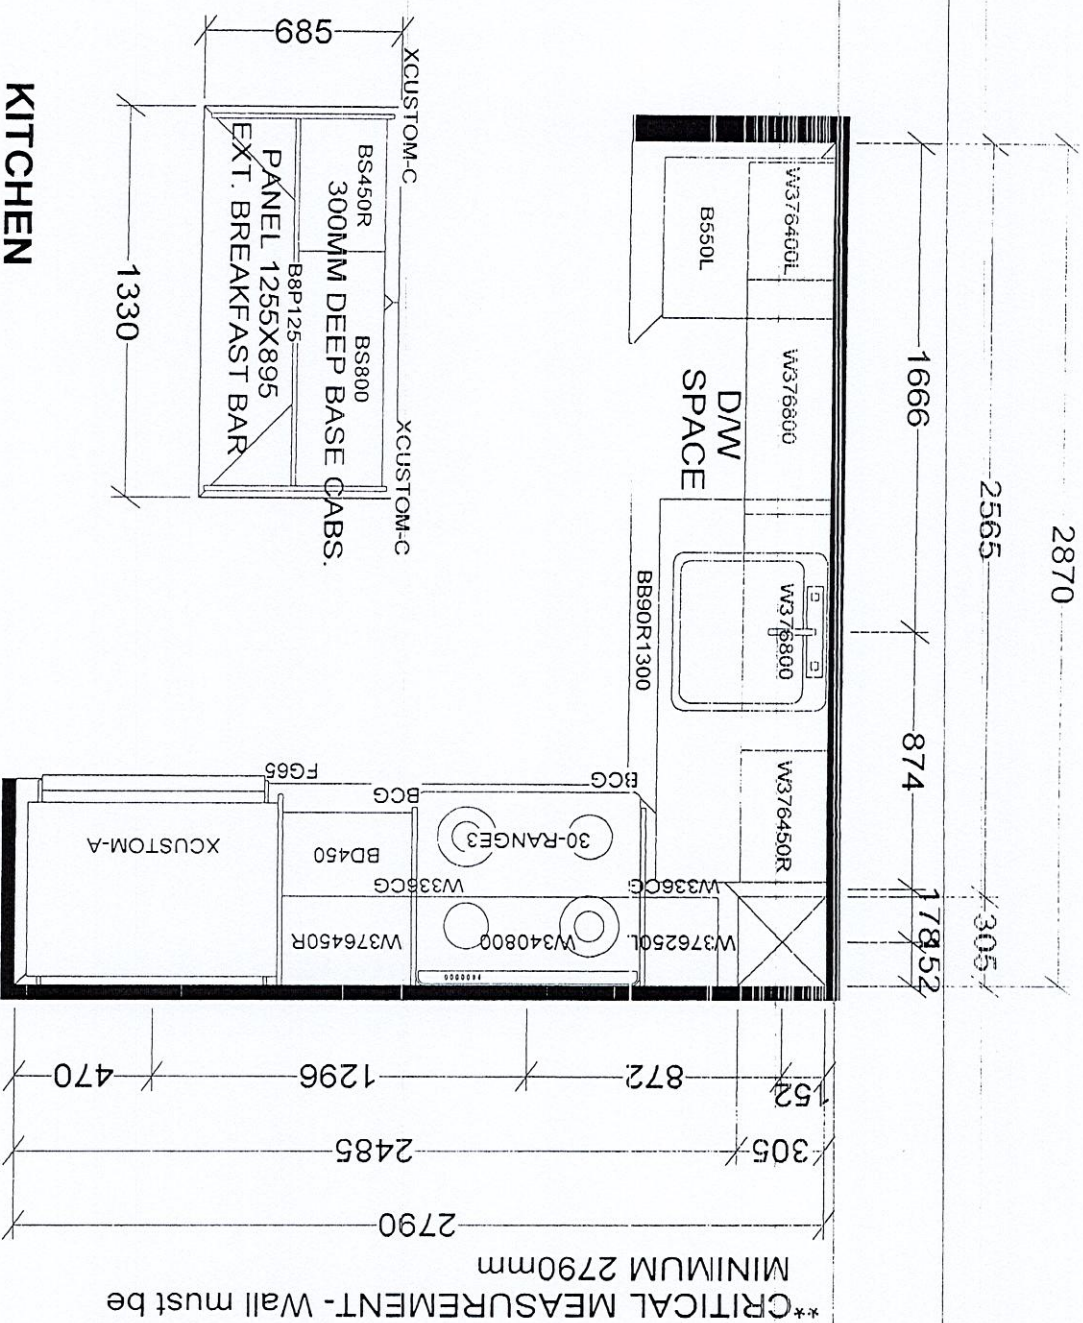 KITCHEN
685
1330
XCUSTOM-C
XCUSTOM-C
BS450R
BS800
300MM DEEP BASE CABS.
B8P125
PANEL 1255X895
EXT. BREAKFAST BAR
2870
2565
305
1666
874
178
152
W376400L
W376800
W376800
W376450R
B550L
D/W
SPACE
BB90R1300
FG65
BCG
BCG
XCUSTOM-A
BD450
30-RANGE3
W336CG
W336CG
W376450R
W340800
W376250L
470
1296
872
152
2485
305
2790
**CRITICAL MEASUREMENT- Wall must be
MINIMUM 2790mm